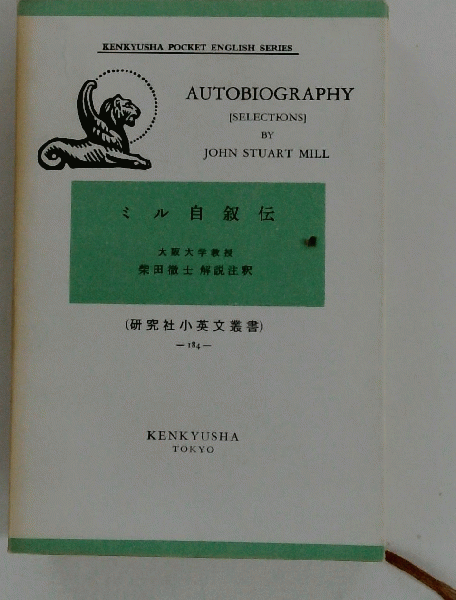 KENKYUSHA POCKET ENGLISH SERIES
AUTOBIOGRAPHY
[SELECTIONS]
BY
JOHN STUART MILL
ミル自叙伝
大阪大学教授
柴田徹士 解説注釈
(研究社小英文叢書)
— 184 —
KENKYUSHA
TOKYO